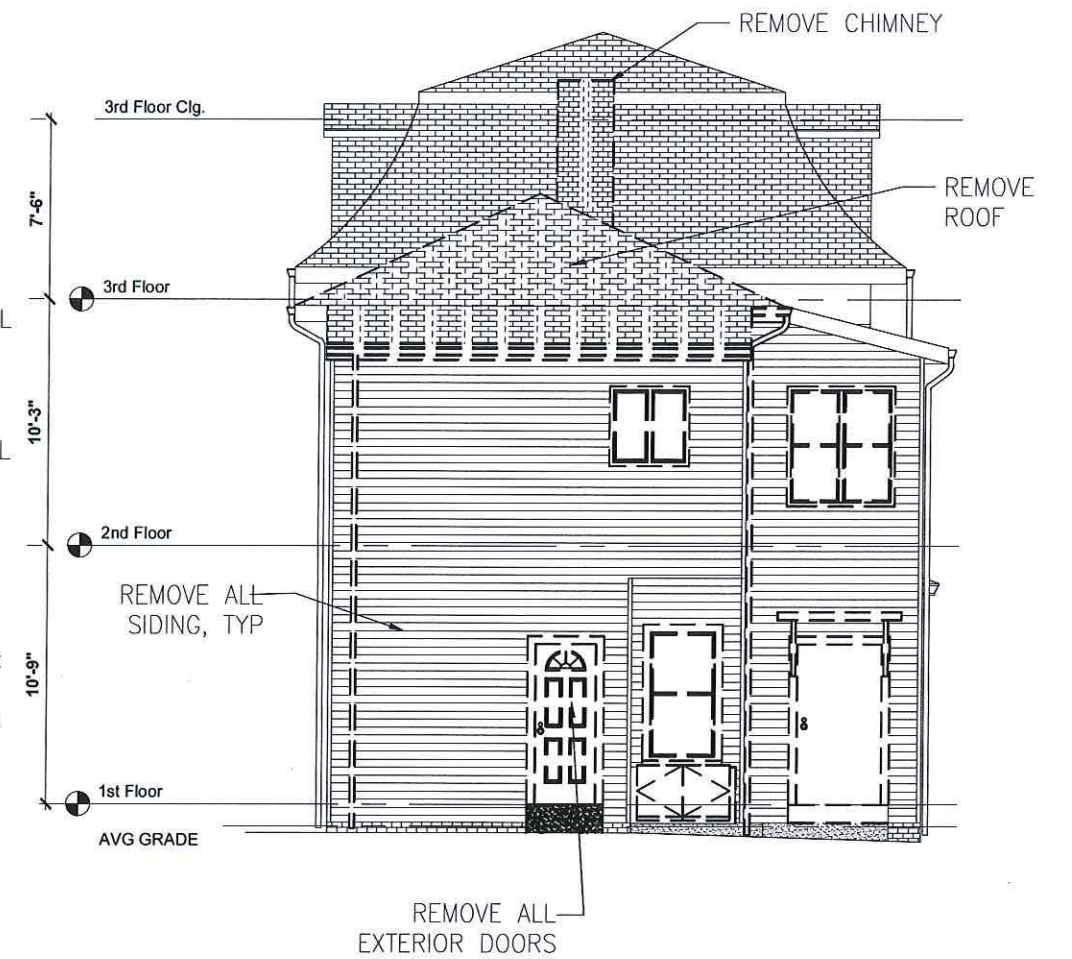 REMOVE CHIMNEY
3rd Floor Clg.
7'-6"
REMOVE
ROOF
3rd Floor
L
10'-3"
L
2nd Floor
REMOVE ALL
SIDING, TYP
10'-9"
1st Floor
AVG GRADE
REMOVE ALL
EXTERIOR DOORS